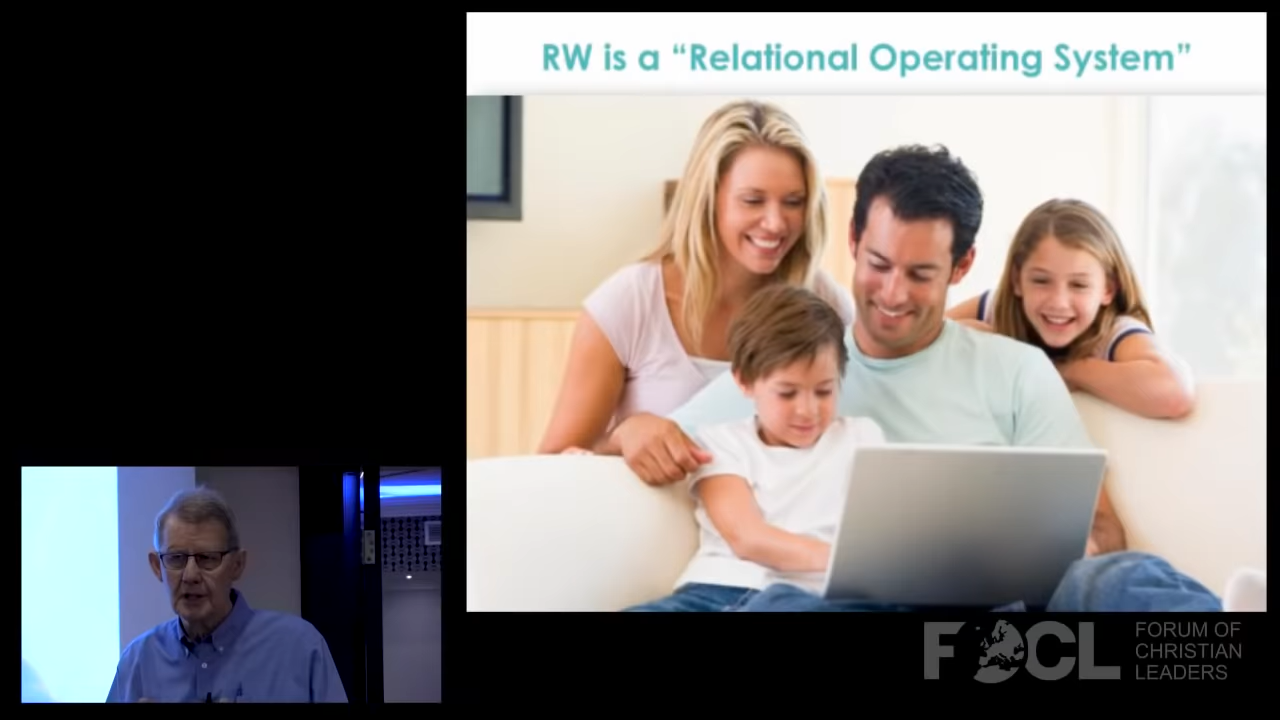 RW is a “Relational Operating System”
FOCL
FORUM OF
CHRISTIAN
LEADERS